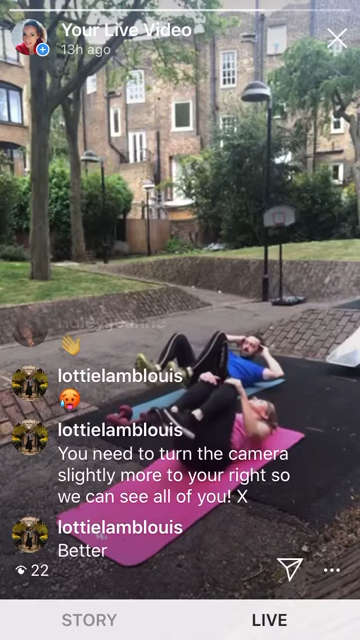 Your Live Video
13h ago
lottielamblouis
🥵
lottielamblouis
You need to turn the camera
slightly more to your right so
we can see all of you! X
lottielamblouis
Better
22
STORY LIVE